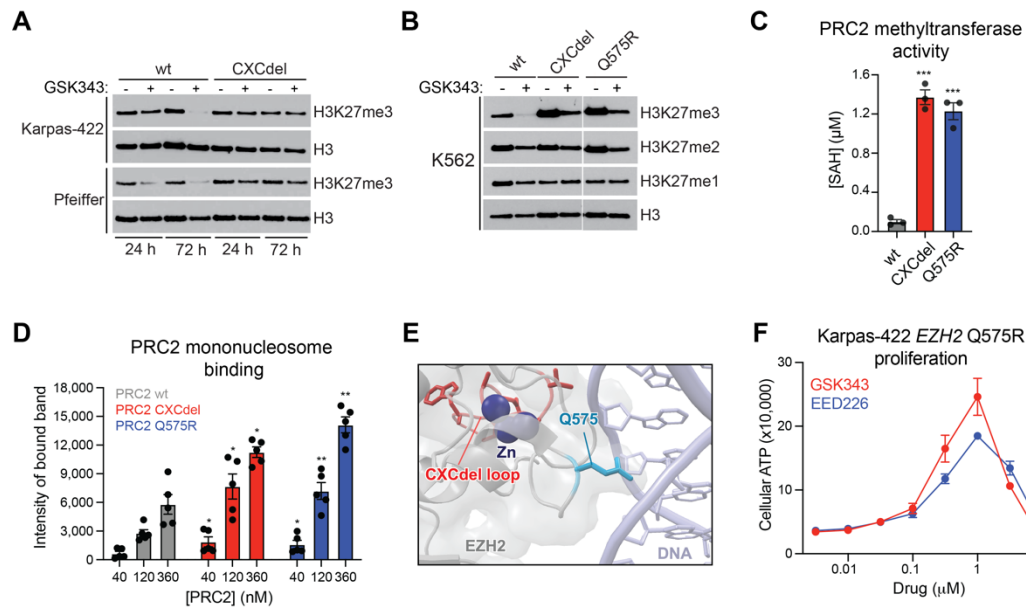 A
wt CXCdel
GSK343: - + - + - + - +
Karpas-422
H3K27me3
H3
Pfeiffer
H3K27me3
H3
24 h 72 h 24 h 72 h
B
wt CXCdel Q575R
GSK343: - + - + - +
K562
H3K27me3
H3K27me2
H3K27me1
H3
C
PRC2 methyltransferase
activity
[SAH] (µM)
1.8
1.2
0.6
0.0
***
***
wt
CXCdel
Q575R
D
PRC2 mononucleosome
binding
PRC2 wt
PRC2 CXCdel
PRC2 Q575R
Intensity of bound band
18,000
15,000
12,000
9,000
6,000
3,000
0
* * * * ** **
40 120 360 40 120 360 40 120 360
[PRC2] (nM)
E
Q575
Zn
CXCdel loop
EZH2
DNA
F
Karpas-422 EZH2 Q575R
proliferation
GSK343
EED226
Cellular ATP (x10,000)
30
20
10
0
0.01 0.1 1
Drug (µM)